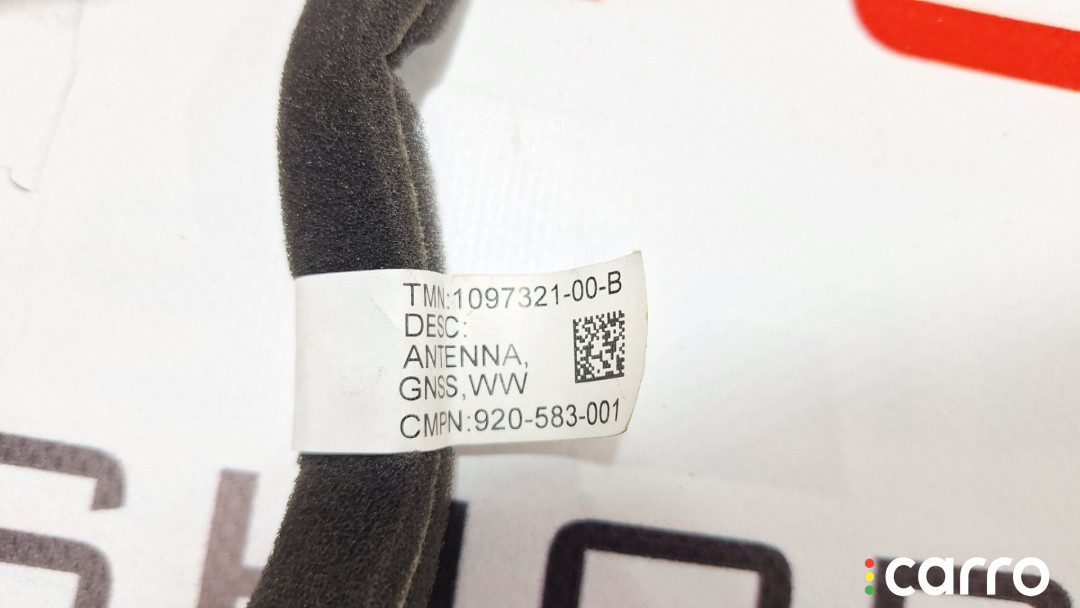 TMN:1097321-00-B
DESC:
ANTENNA,
GNSS,WW
CMPN:920-583-001
carro